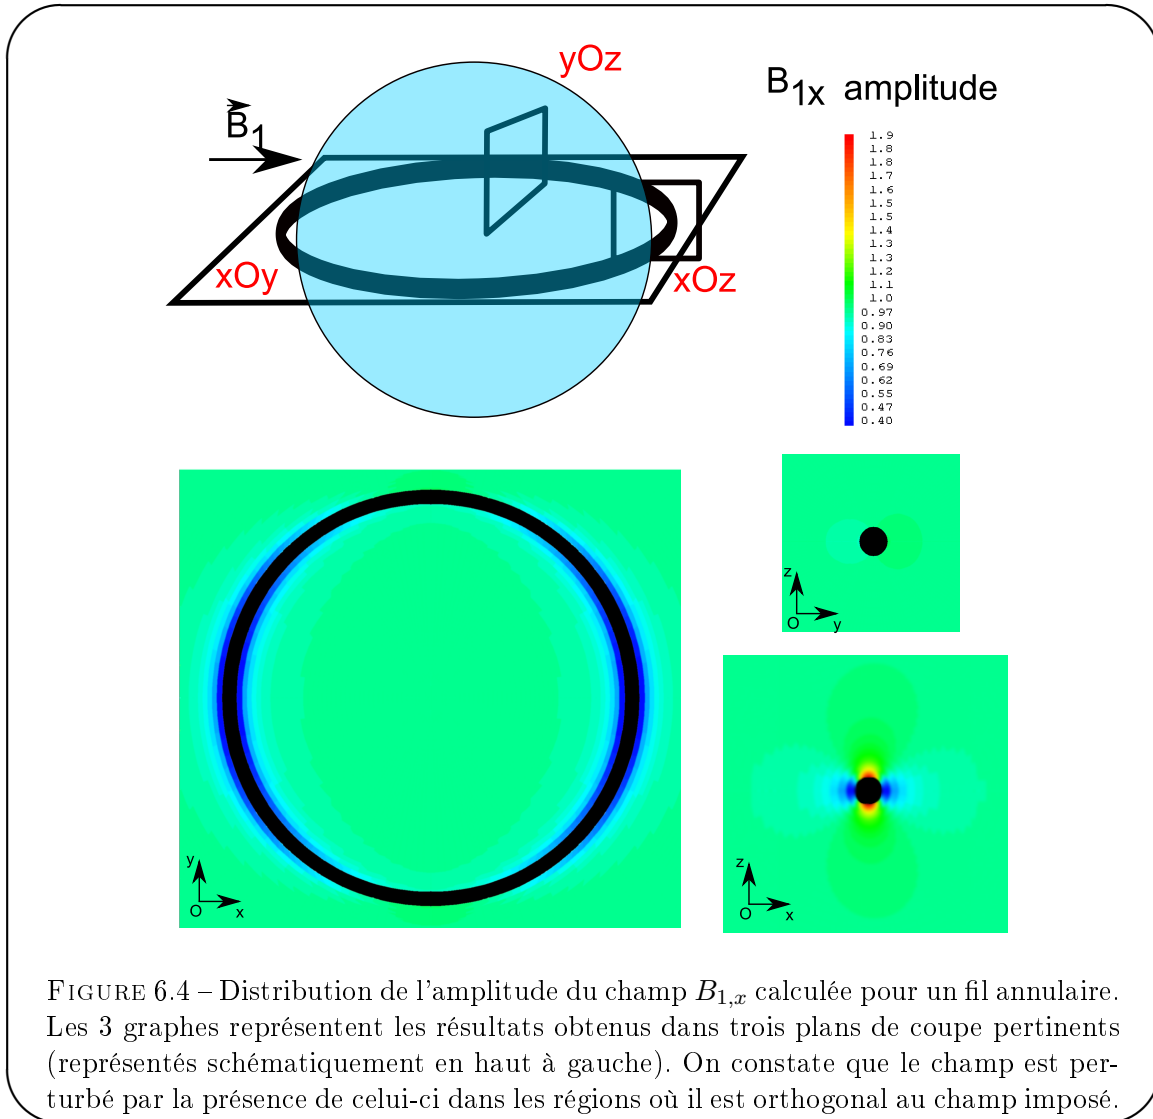 yOz
B1x amplitude
B1
xOy
xOz
1.9
1.8
1.8
1.7
1.6
1.5
1.4
1.3
1.3
1.2
1.1
1.0
0.97
0.90
0.83
0.76
0.69
0.62
0.55
0.47
0.40
y
O
x
z
O
y
z
O
x
FIGURE 6.4 – Distribution de l'amplitude du champ B1,x calculée pour un fil annulaire.
Les 3 graphes représentent les résultats obtenus dans trois plans de coupe pertinents
(représentés schématiquement en haut à gauche). On constate que le champ est per-
turbé par la présence de celui-ci dans les régions où il est orthogonal au champ imposé.